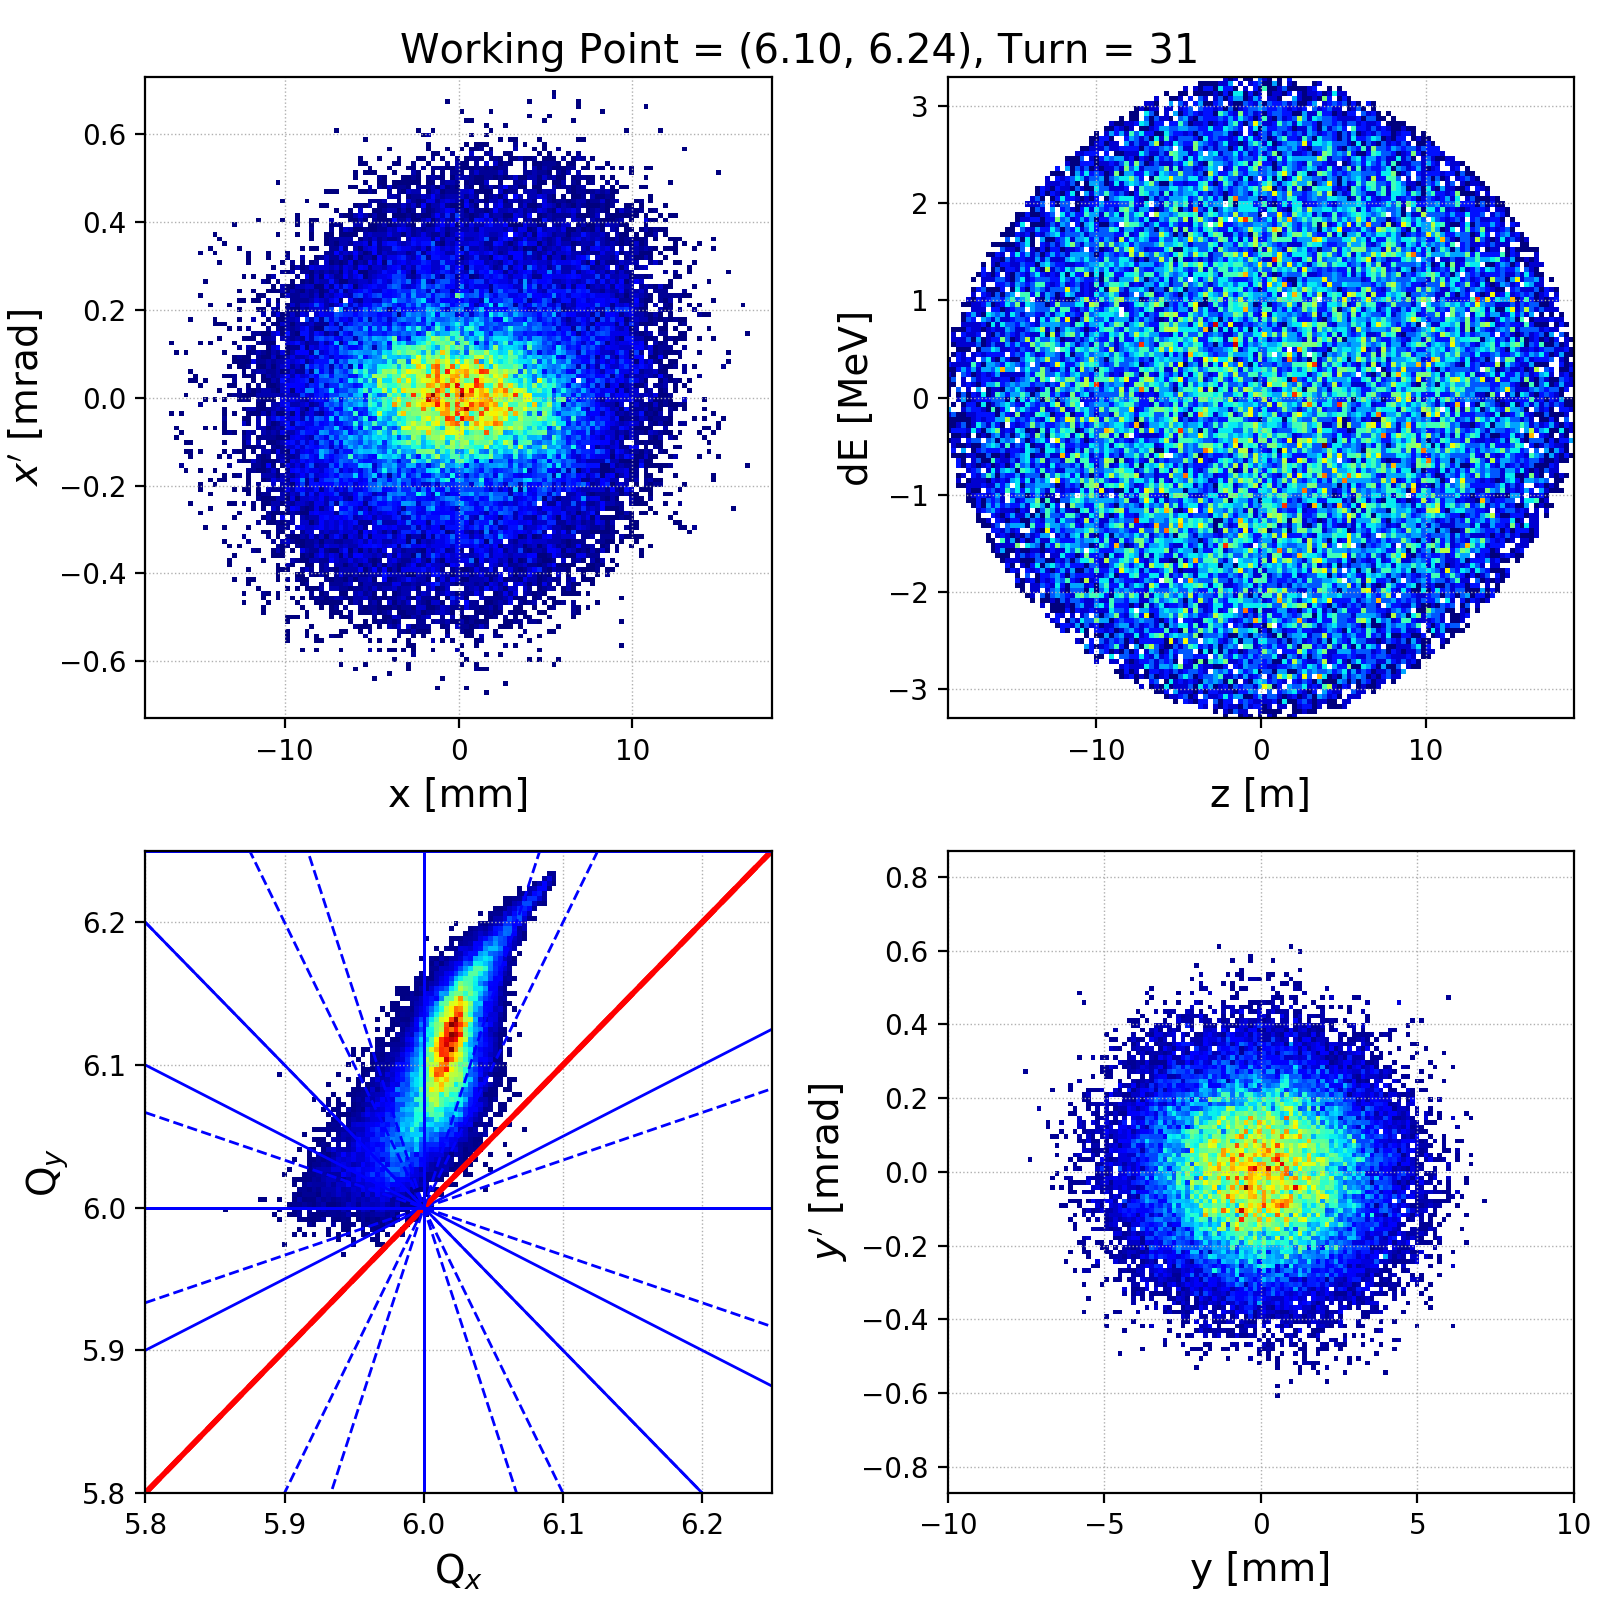 Working Point = (6.10, 6.24), Turn = 31
0.6
0.4
0.2
0.0
−0.2
−0.4
−0.6
x′ [mrad]
−10 0 10
x [mm]
3
2
1
0
−1
−2
−3
dE [MeV]
−10 0 10
z [m]
6.2
6.1
6.0
5.9
5.8
Qy
5.8 5.9 6.0 6.1 6.2
Qx
0.8
0.6
0.4
0.2
0.0
−0.2
−0.4
−0.6
−0.8
y′ [mrad]
−10 −5 0 5 10
y [mm]